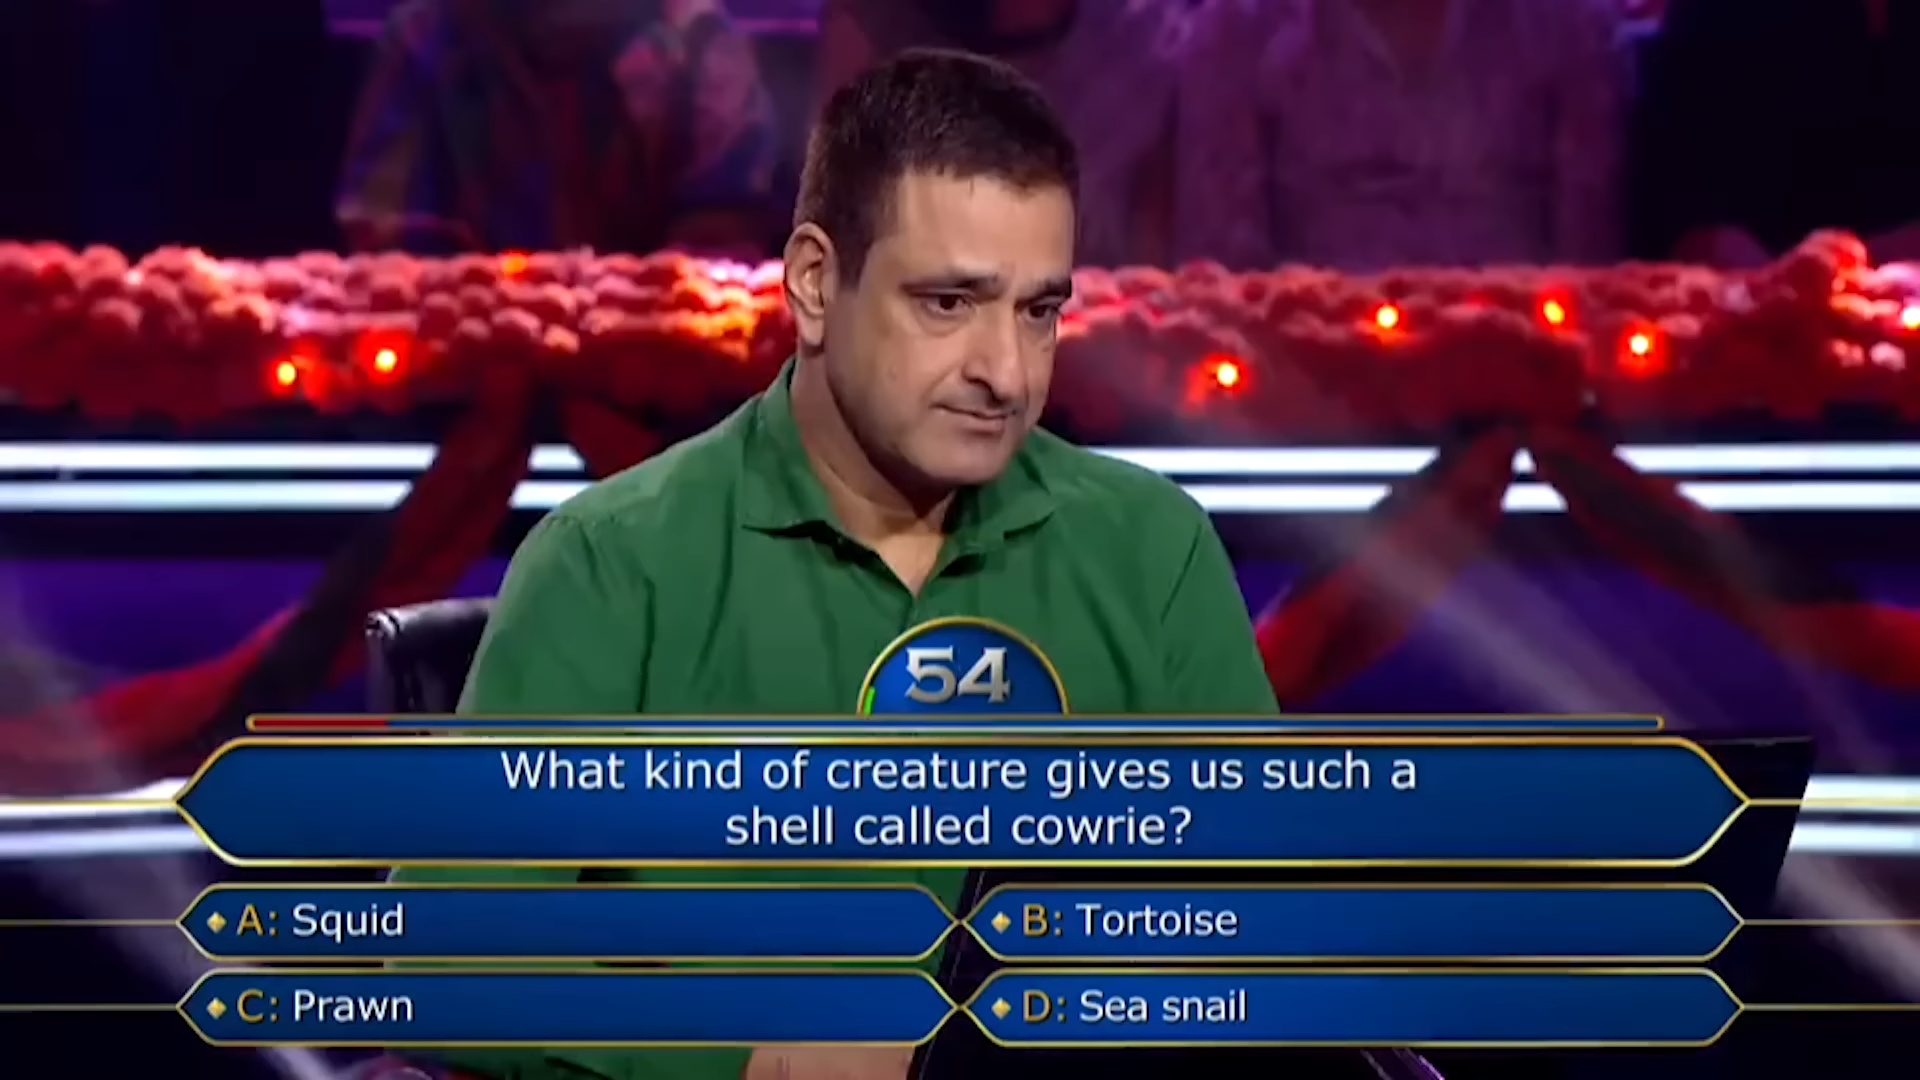 54
What kind of creature gives us such a
shell called cowrie?
A: Squid
B: Tortoise
C: Prawn
D: Sea snail